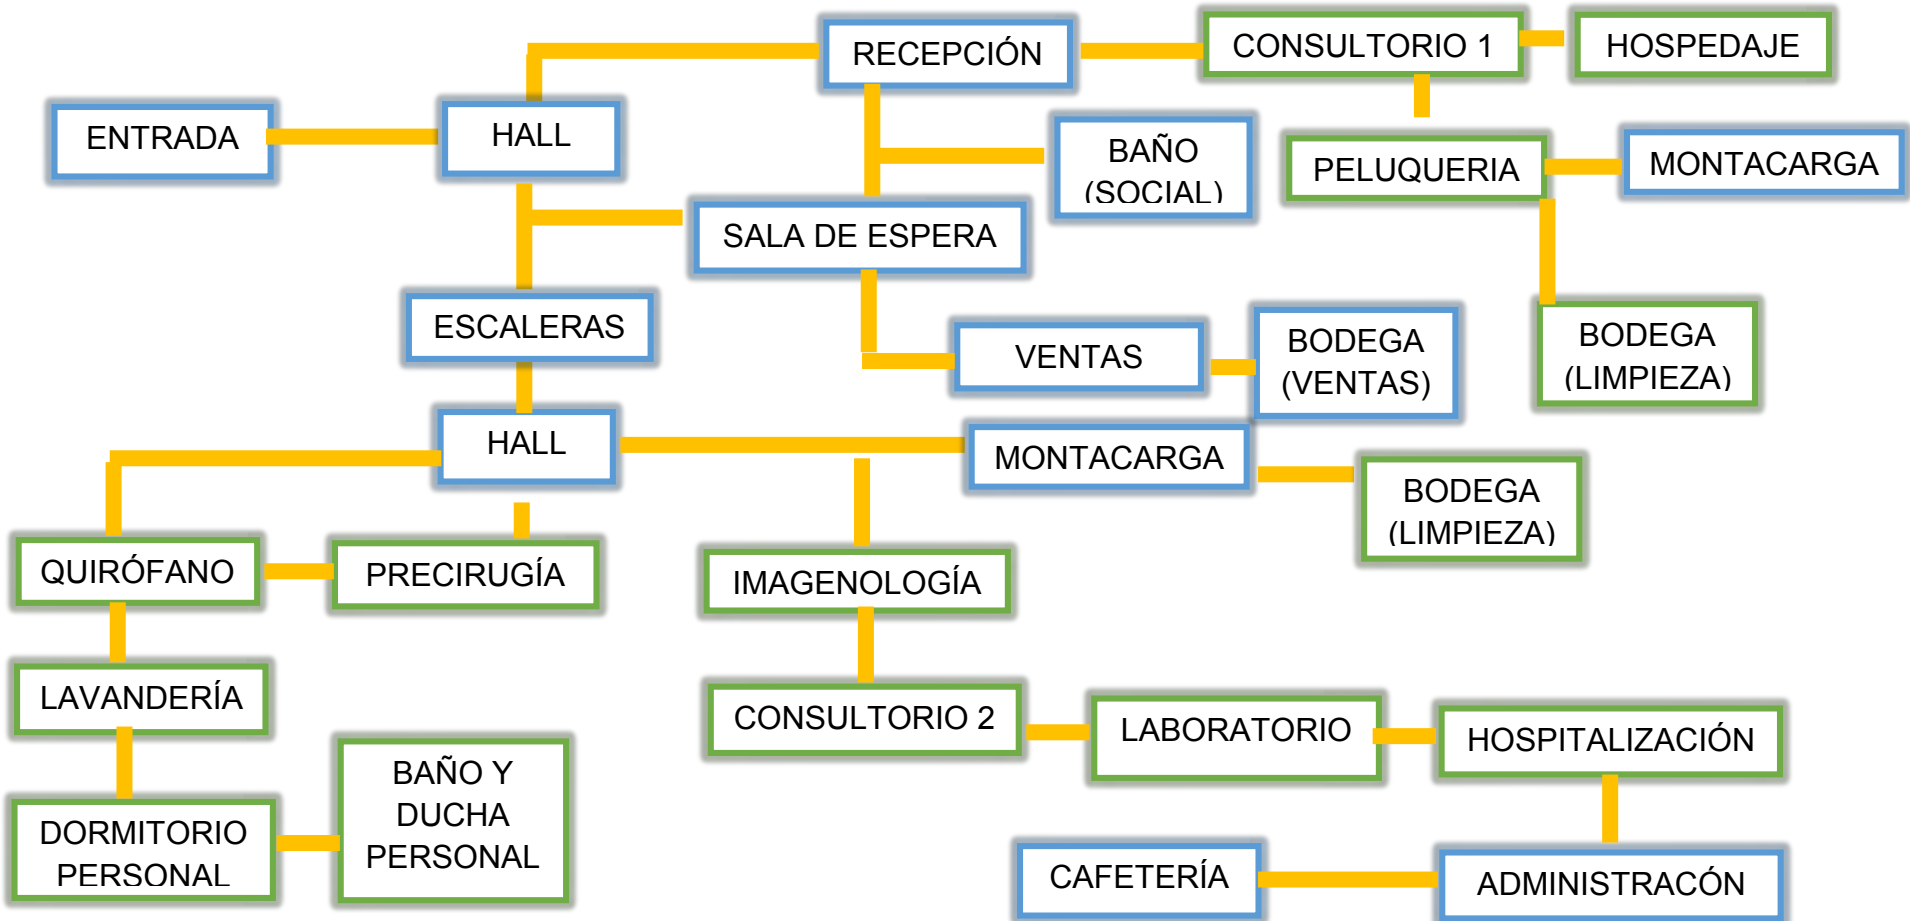 RECEPCIÓN
CONSULTORIO 1
HOSPEDAJE
ENTRADA
HALL
BAÑO
(SOCIAL)
PELUQUERIA
MONTACARGA
SALA DE ESPERA
ESCALERAS
VENTAS
BODEGA
(VENTAS)
BODEGA
(LIMPIEZA)
HALL
MONTACARGA
BODEGA
(LIMPIEZA)
QUIRÓFANO
PRECIRUGÍA
IMAGENOLOGÍA
LAVANDERÍA
CONSULTORIO 2
LABORATORIO
HOSPITALIZACIÓN
DORMITORIO
PERSONAL
BAÑO Y
DUCHA
PERSONAL
CAFETERÍA
ADMINISTRACÓN